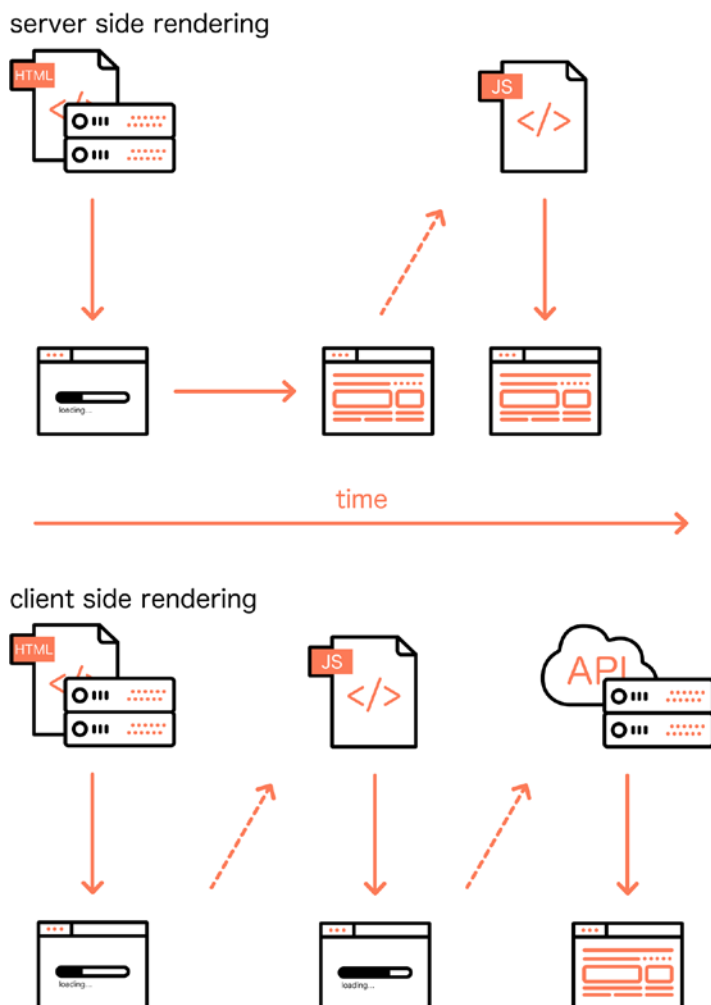 server side rendering
HTML
</>
JS
</>
loading...
time
client side rendering
HTML
</>
JS
</>
API
loading...
loading...